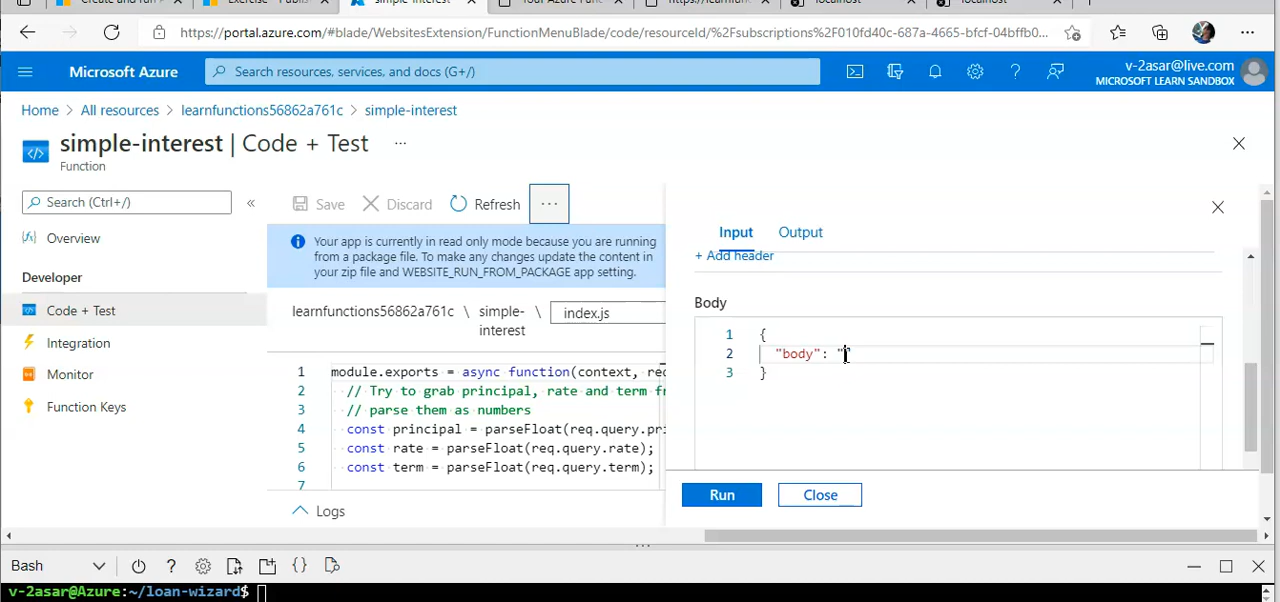 Create and run
Exercise - Publis
simple-interest
Your Azure Func
https://learnfunc
localhost
localhost
https://portal.azure.com/#blade/WebsitesExtension/FunctionMenuBlade/code/resourceId/%2Fsubscriptions%2F010fd40c-687a-4665-bfcf-04bffb0...
Microsoft Azure
Search resources, services, and docs (G+/)
v-2asar@live.com
MICROSOFT LEARN SANDBOX
Home > All resources > learnfunctions56862a761c > simple-interest
simple-interest | Code + Test ...
Function
Search (Ctrl+/)
«
Save Discard Refresh ...
Overview
Developer
Code + Test
Integration
Monitor
Function Keys
Your app is currently in read only mode because you are running
from a package file. To make any changes update the content in
your zip file and WEBSITE_RUN_FROM_PACKAGE app setting.
learnfunctions56862a761c \ simple-interest \ index.js
1 module.exports = async function(context, req
2 // Try to grab principal, rate and term fr
3 // parse them as numbers
4 const principal = parseFloat(req.query.pri
5 const rate = parseFloat(req.query.rate);
6 const term = parseFloat(req.query.term);
7
Logs
Input Output
+ Add header
Body
1 {
2 "body": ""
3 }
Run Close
Bash
v-2asar@Azure:~/loan-wizard$